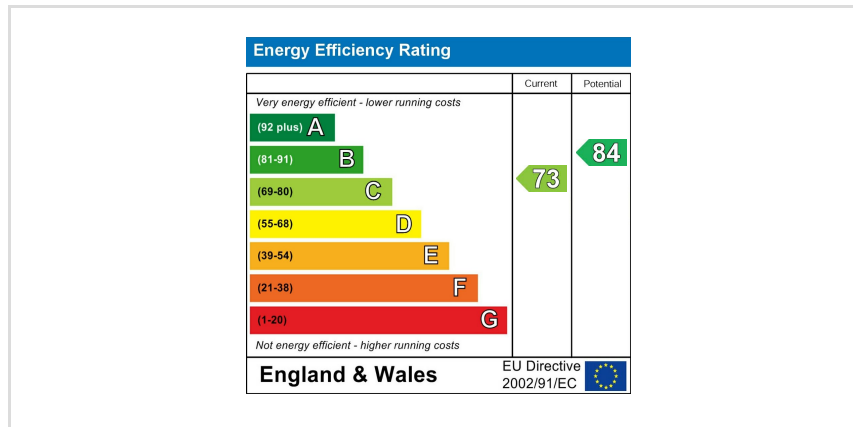 Energy Efficiency Rating
Current Potential
Very energy efficient - lower running costs
(92 plus) A
(81-91) B
84
(69-80) C
73
(55-68) D
(39-54) E
(21-38) F
(1-20) G
Not energy efficient - higher running costs
England & Wales
EU Directive
2002/91/EC